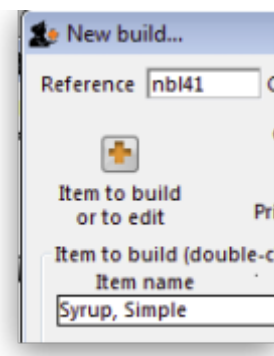 New build...
Reference nbl41
Item to build
or to edit
Item to build (double-c
Item name
Syrup, Simple